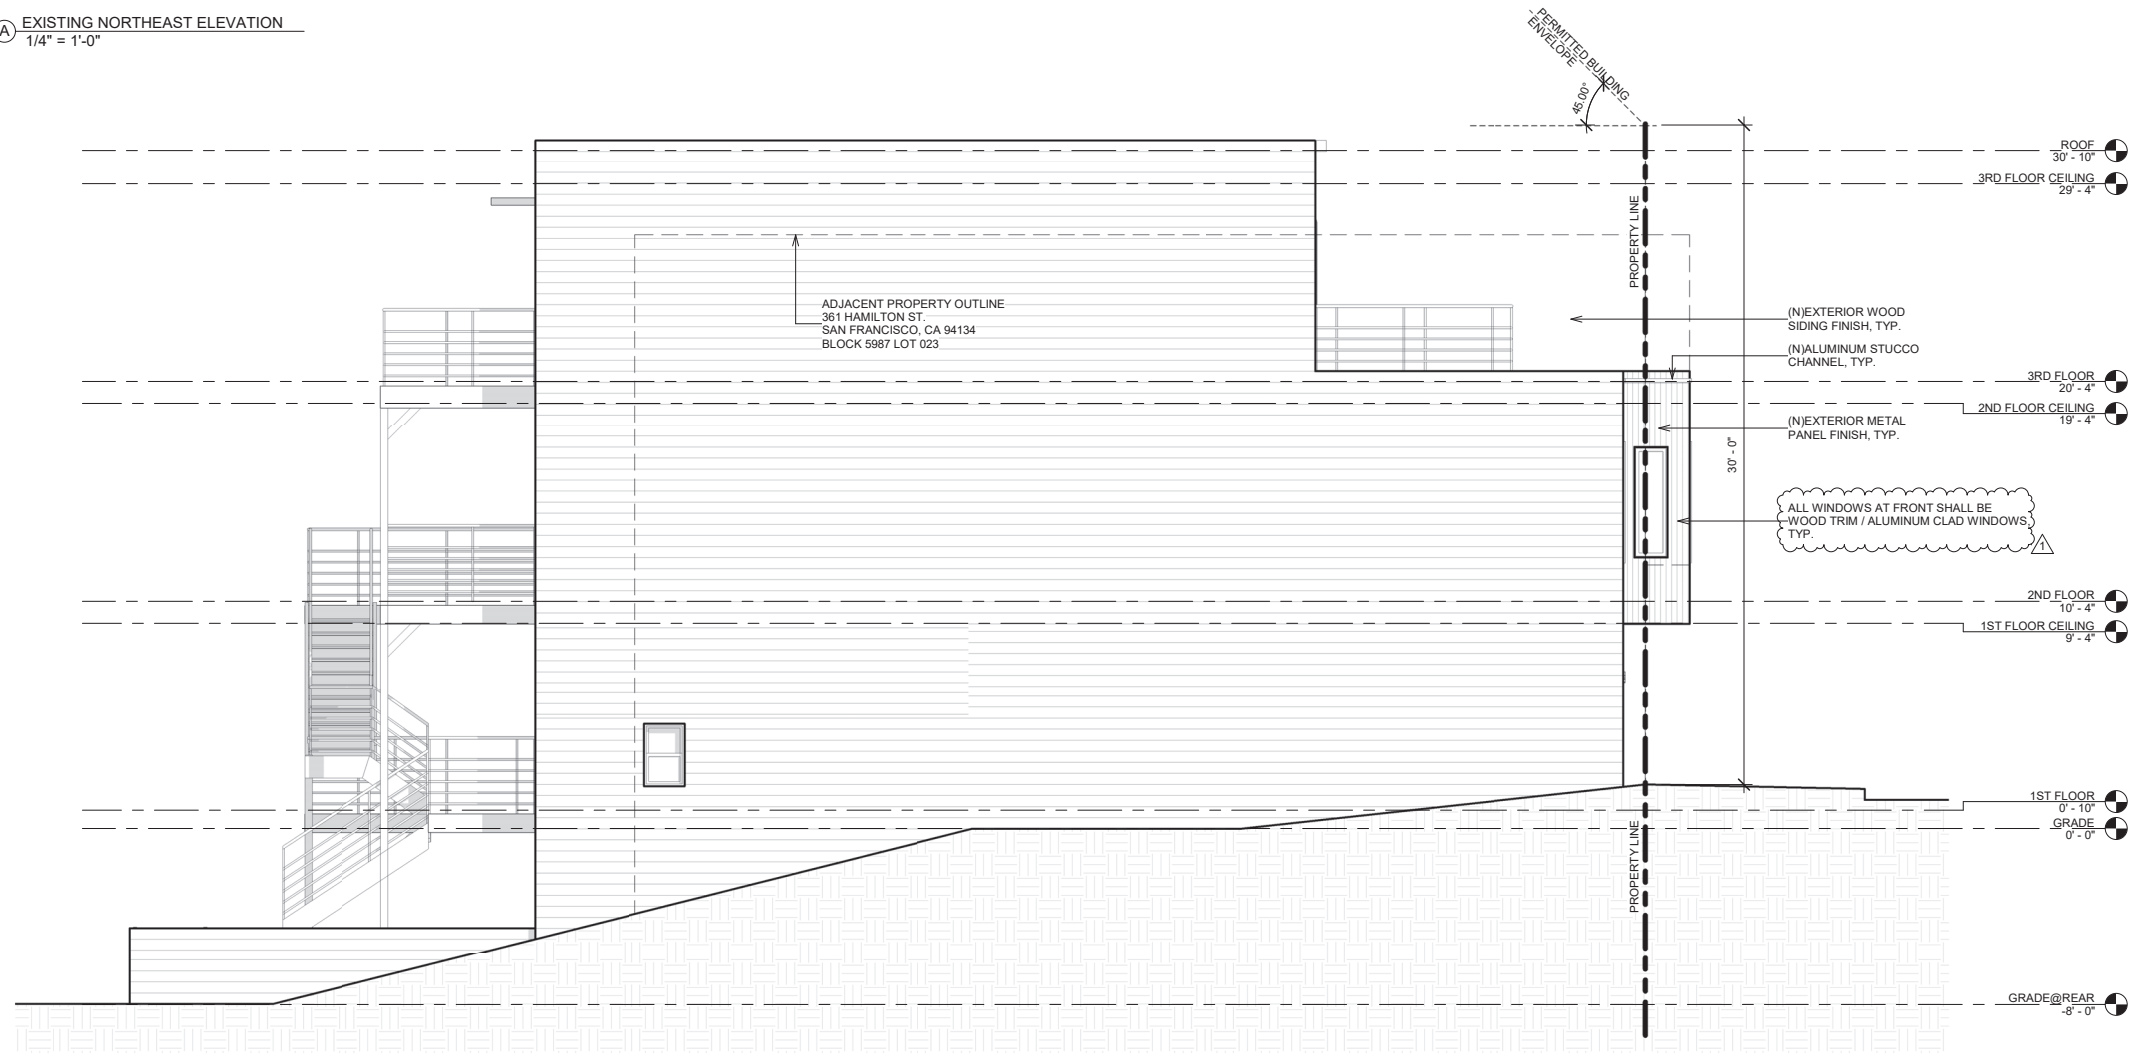 A
EXISTING NORTHEAST ELEVATION
1/4" = 1'-0"
PERMITTED BUILDING
ENVELOPE
45.00°
ROOF
30' - 10"
3RD FLOOR CEILING
29' - 4"
PROPERTY LINE
ADJACENT PROPERTY OUTLINE
361 HAMILTON ST.
SAN FRANCISCO, CA 94134
BLOCK 5987 LOT 023
(N)EXTERIOR WOOD
SIDING FINISH, TYP.
(N)ALUMINUM STUCCO
CHANNEL, TYP.
3RD FLOOR
20' - 4"
2ND FLOOR CEILING
19' - 4"
(N)EXTERIOR METAL
PANEL FINISH, TYP.
30' - 0"
ALL WINDOWS AT FRONT SHALL BE
WOOD TRIM / ALUMINUM CLAD WINDOWS,
TYP.
1
2ND FLOOR
10' - 4"
1ST FLOOR CEILING
9' - 4"
1ST FLOOR
0' - 10"
GRADE
0' - 0"
PROPERTY LINE
GRADE@REAR
-8' - 0"